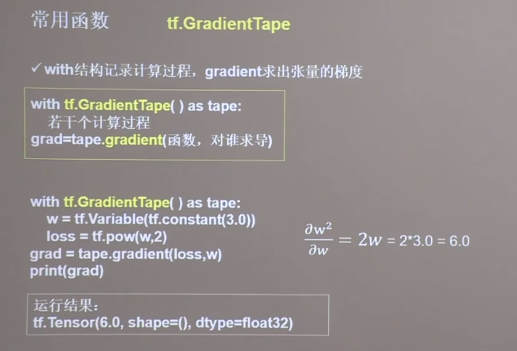 常用函数 tf.GradientTape
✓with结构记录计算过程，gradient求出张量的梯度
with tf.GradientTape( ) as tape:
若干个计算过程
grad=tape.gradient(函数，对谁求导)
with tf.GradientTape( ) as tape:
w = tf.Variable(tf.constant(3.0))
loss = tf.pow(w,2)
grad = tape.gradient(loss,w)
print(grad)
∂w²/∂w = 2w = 2*3.0 = 6.0
运行结果：
tf.Tensor(6.0, shape=(), dtype=float32)